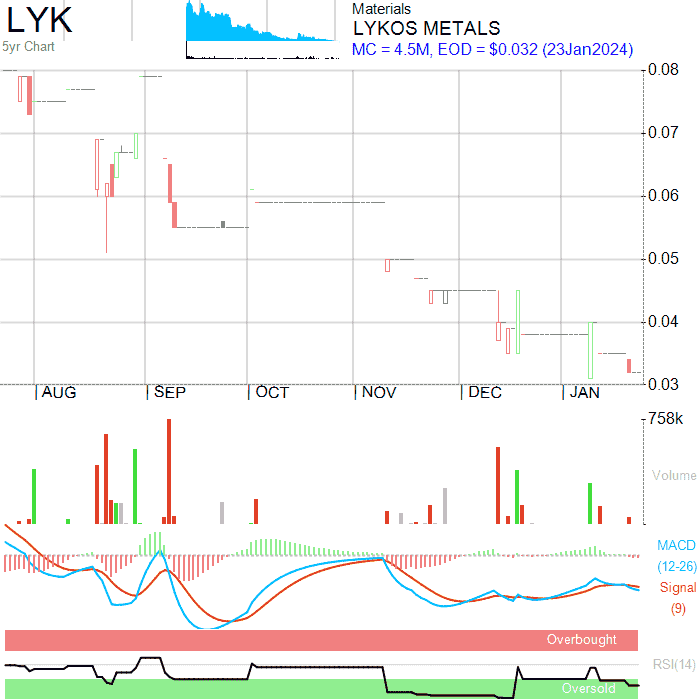 LYK
5yr Chart
Materials
LYKOS METALS
MC = 4.5M, EOD = $0.032 (23Jan2024)
0.08
0.07
0.06
0.05
0.04
0.03
AUG SEP OCT NOV DEC JAN
758k
Volume
MACD
(12-26)
Signal
(9)
Overbought
RSI(14)
Oversold